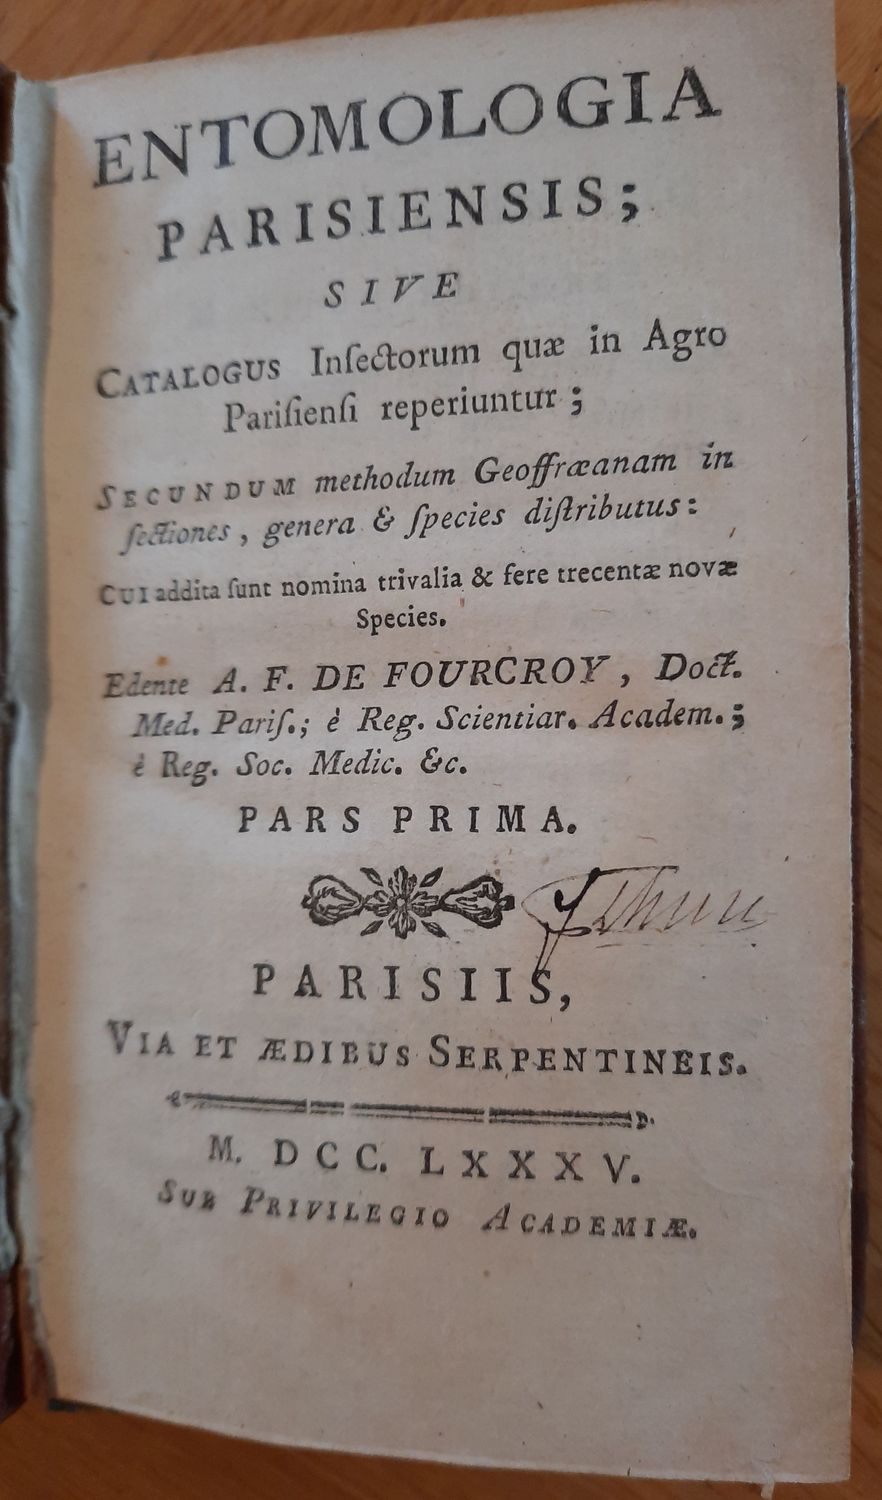 ENTOMOLOGIA
PARISIENSIS;
SIVE
CATALOGUS Inſectorum quæ in Agro
Pariſienſi reperiuntur;
SECUNDUM methodum Geoffræanam in
ſectiones, genera & ſpecies diſtributus:
CUI addita ſunt nomina trivalia & fere trecentæ novæ
Species.
Edente A. F. DE FOURCROY, Doct.
Med. Pariſ.; è Reg. Scientiar. Academ.;
è Reg. Soc. Medic. &c.
PARS PRIMA.
PARISIIS,
VIA ET ÆDIBUS SERPENTINEIS.
M. DCC. LXXXV.
SUB PRIVILEGIO ACADEMIÆ.